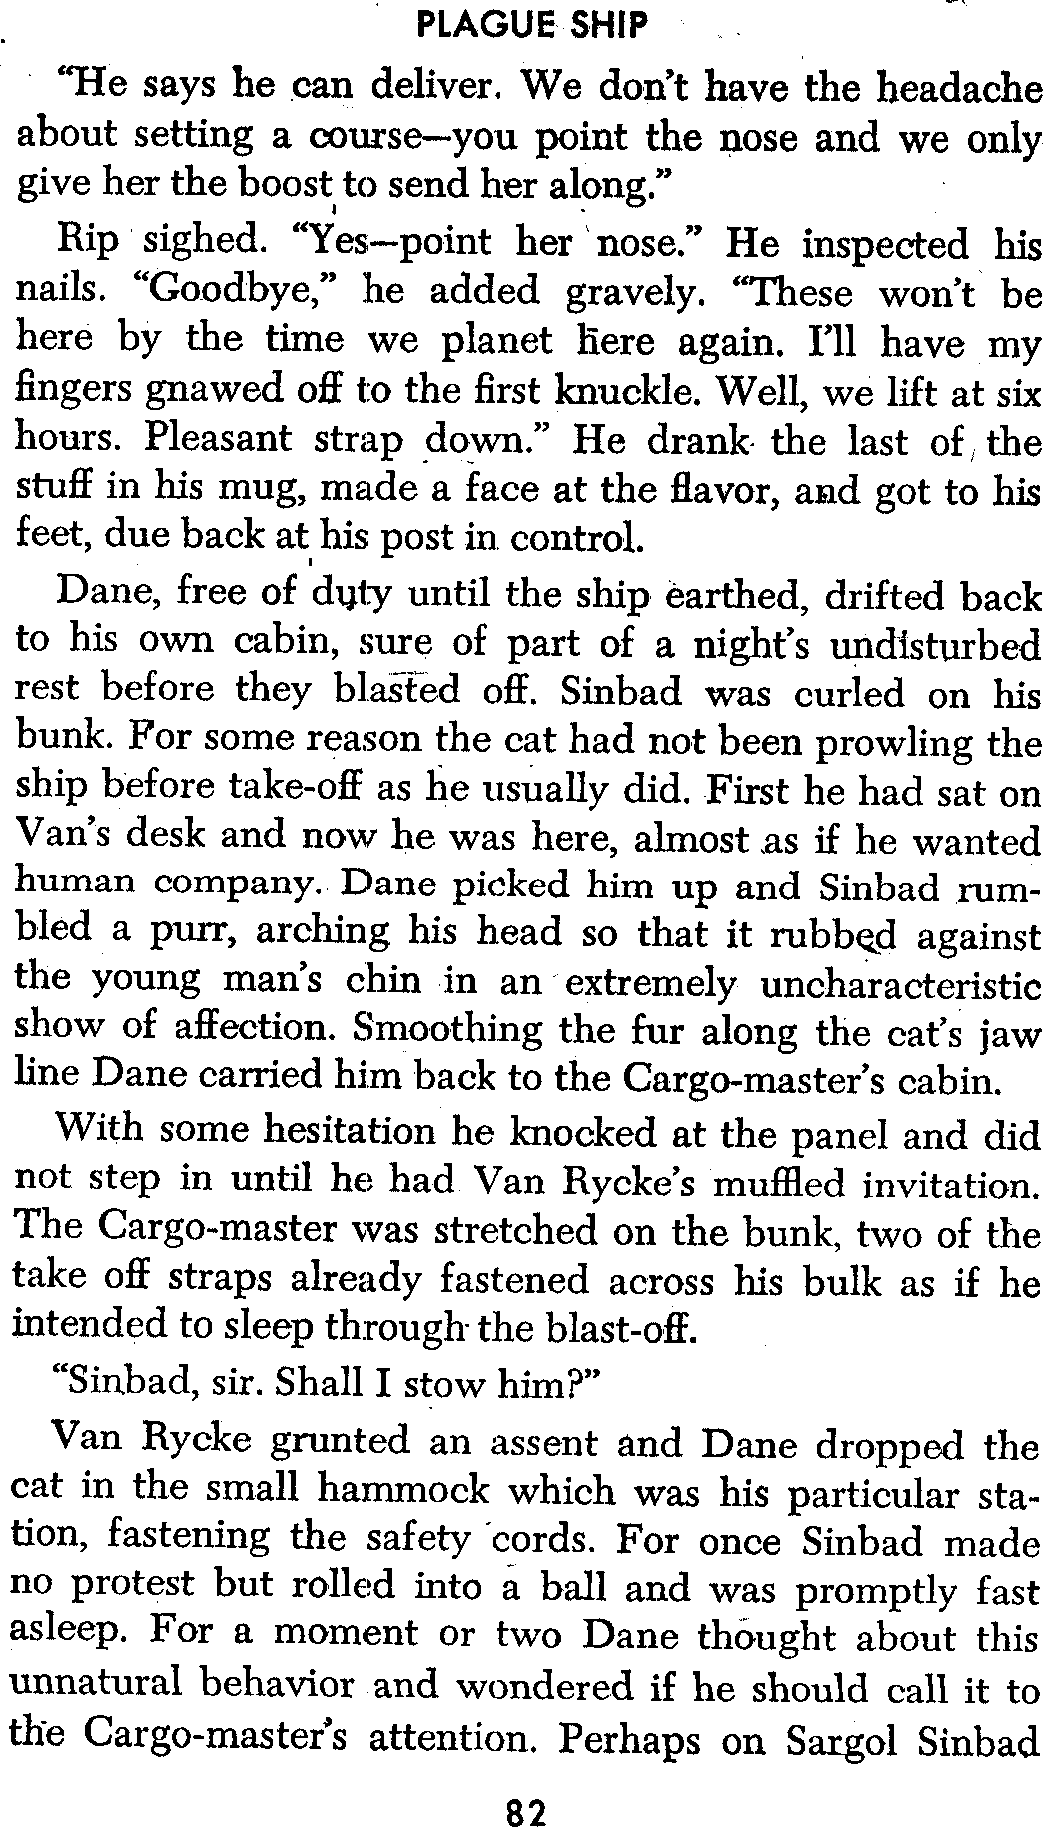 PLAGUE SHIP
“He says he can deliver. We don’t have the headache
about setting a course—you point the nose and we only
give her the boost to send her along.”
Rip sighed. “Yes—point her nose.” He inspected his
nails. “Goodbye,” he added gravely. “These won’t be
here by the time we planet here again. I’ll have my
fingers gnawed off to the first knuckle. Well, we lift at six
hours. Pleasant strap down.” He drank the last of the
stuff in his mug, made a face at the flavor, and got to his
feet, due back at his post in control.
Dane, free of duty until the ship earthed, drifted back
to his own cabin, sure of part of a night’s undisturbed
rest before they blasted off. Sinbad was curled on his
bunk. For some reason the cat had not been prowling the
ship before take-off as he usually did. First he had sat on
Van’s desk and now he was here, almost as if he wanted
human company. Dane picked him up and Sinbad rum-
bled a purr, arching his head so that it rubbed against
the young man’s chin in an extremely uncharacteristic
show of affection. Smoothing the fur along the cat’s jaw
line Dane carried him back to the Cargo-master’s cabin.
With some hesitation he knocked at the panel and did
not step in until he had Van Rycke’s muffled invitation.
The Cargo-master was stretched on the bunk, two of the
take off straps already fastened across his bulk as if he
intended to sleep through the blast-off.
“Sinbad, sir. Shall I stow him?”
Van Rycke grunted an assent and Dane dropped the
cat in the small hammock which was his particular sta-
tion, fastening the safety cords. For once Sinbad made
no protest but rolled into a ball and was promptly fast
asleep. For a moment or two Dane thought about this
unnatural behavior and wondered if he should call it to
the Cargo-master’s attention. Perhaps on Sargol Sinbad
82